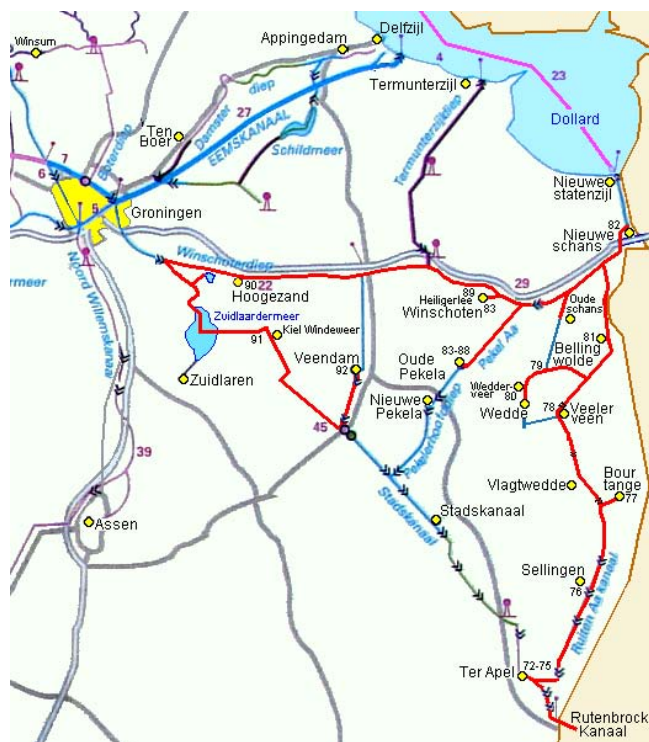 Winsum
Appingedam
Delfzijl
4
23
Termunterzijl
diep
Damster
27
EEMSKANAAL
Ten
Boer
Boterdiep
Schildmeer
Termunterzijldiep
Dollard
7
6
5
Groningen
Nieuwe
statenzijl
82
Nieuwe
schans
Winschoterdiep
ermeer
Noord Willemskanaal
90
22
Hoogezand
29
89
Heiligerlee
Winschoten
83
Oude
schans
Zuidlaardermeer
Kiel Windeweer
91
Pekel Aa
81
Belling
wolde
Veendam
92
83-88
Oude
Pekela
79
Wedder-
veer
80
Wedde
Zuidlaren
Nieuwe
Pekela
78
Veeler
veen
45
Pekelerhoofddiep
39
Stadskanaal
Vlagtwedde
Bour
tange
77
Assen
Stadskanaal
Sellingen
76
Ruiten Aa kanaal
Ter Apel
72-75
Rutenbrock
Kanaal